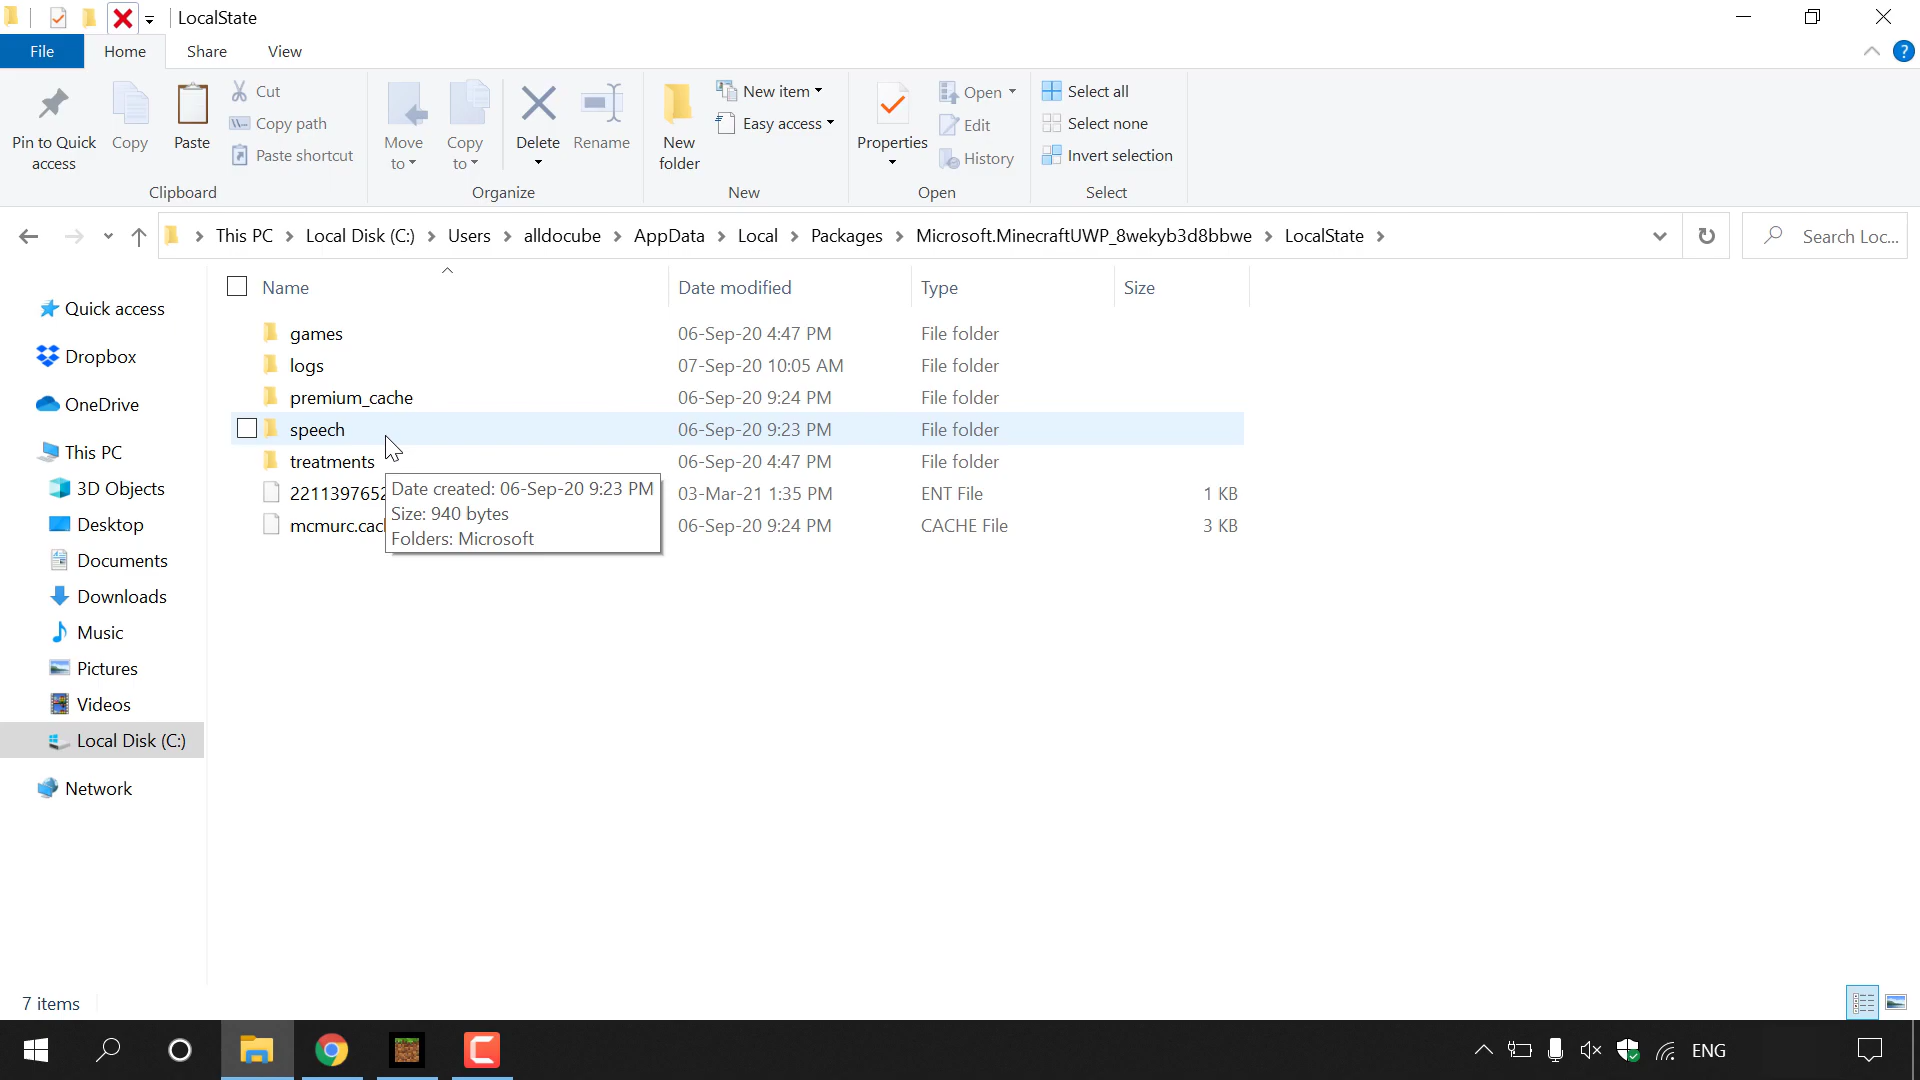 LocalState
File Home Share View
Pin to Quick access
Copy
Paste
Cut
Copy path
Paste shortcut
Clipboard
Move to
Copy to
Delete
Rename
Organize
New folder
New item
Easy access
New
Properties
Open
Edit
History
Open
Select all
Select none
Invert selection
Select
This PC Local Disk (C:) Users alldocube AppData Local Packages Microsoft.MinecraftUWP_8wekyb3d8bbwe LocalState
Search Loc...
Quick access
Dropbox
OneDrive
This PC
3D Objects
Desktop
Documents
Downloads
Music
Pictures
Videos
Local Disk (C:)
Network
Name Date modified Type Size
games 06-Sep-20 4:47 PM File folder
logs 07-Sep-20 10:05 AM File folder
premium_cache 06-Sep-20 9:24 PM File folder
speech 06-Sep-20 9:23 PM File folder
treatments 06-Sep-20 4:47 PM File folder
2211397652 03-Mar-21 1:35 PM ENT File 1 KB
mcmurc.cac 06-Sep-20 9:24 PM CACHE File 3 KB
Date created: 06-Sep-20 9:23 PM
Size: 940 bytes
Folders: Microsoft
7 items
ENG